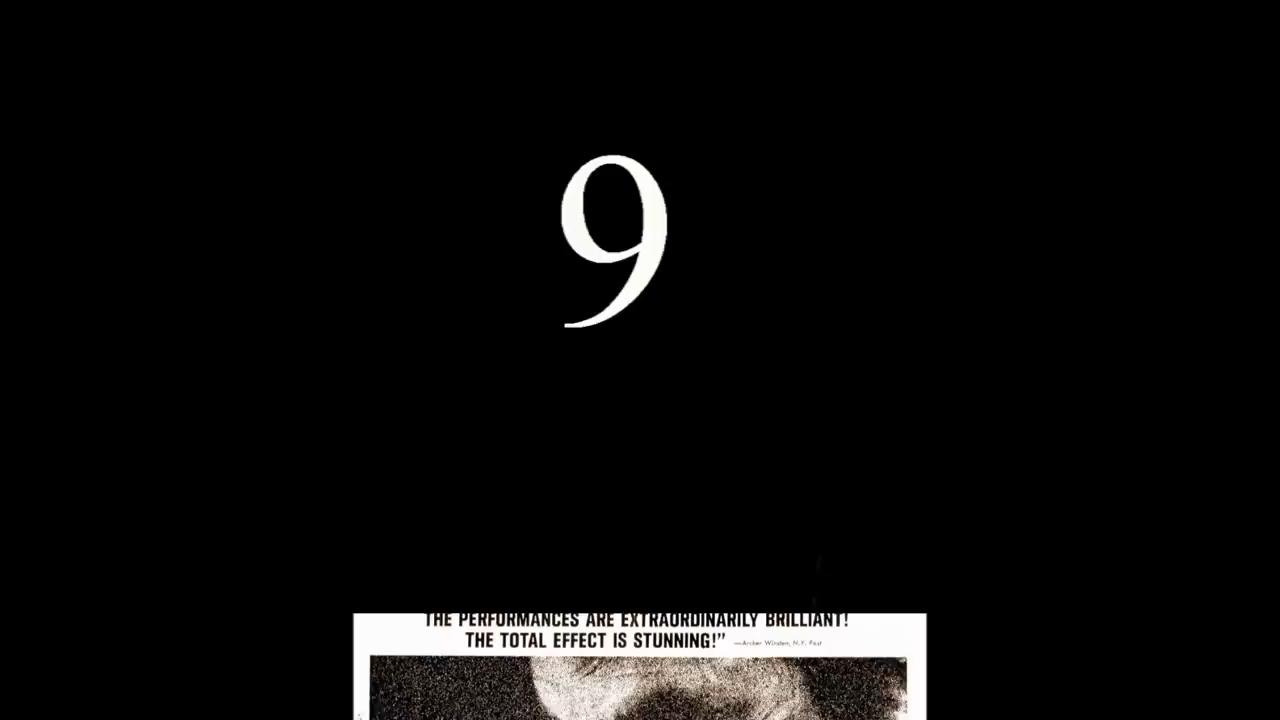 9
"THE PERFORMANCES ARE EXTRAORDINARILY BRILLIANT!
THE TOTAL EFFECT IS STUNNING!" —Archer Winsten, N.Y. Post